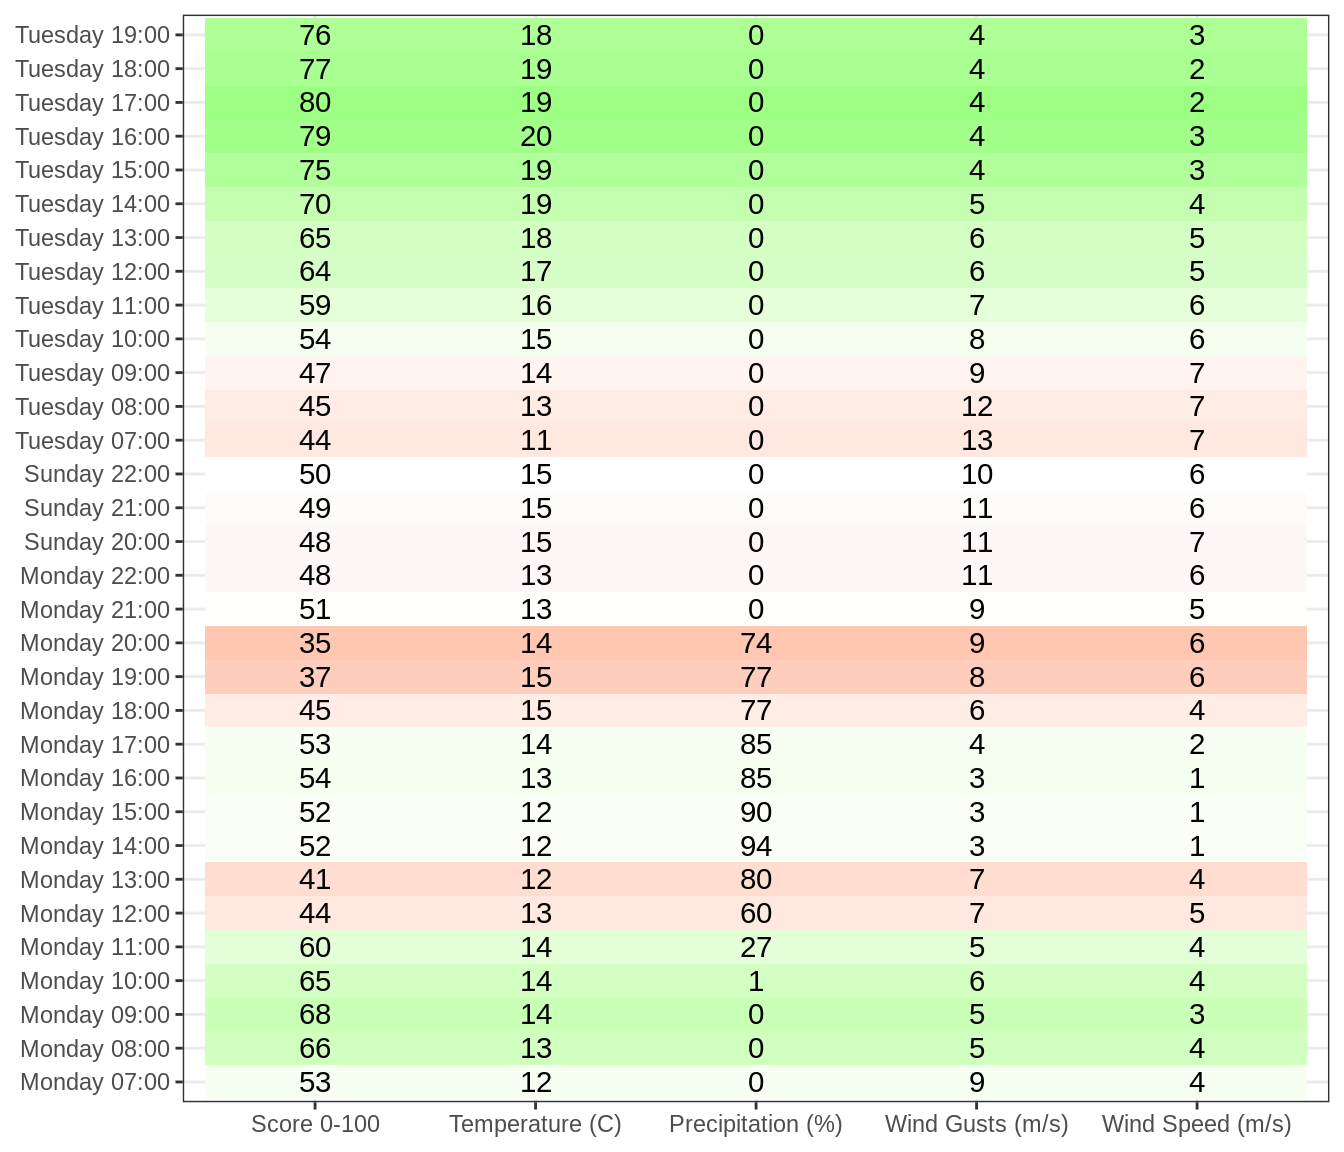 Tuesday 19:00 76 18 0 4 3
Tuesday 18:00 77 19 0 4 2
Tuesday 17:00 80 19 0 4 2
Tuesday 16:00 79 20 0 4 3
Tuesday 15:00 75 19 0 4 3
Tuesday 14:00 70 19 0 5 4
Tuesday 13:00 65 18 0 6 5
Tuesday 12:00 64 17 0 6 5
Tuesday 11:00 59 16 0 7 6
Tuesday 10:00 54 15 0 8 6
Tuesday 09:00 47 14 0 9 7
Tuesday 08:00 45 13 0 12 7
Tuesday 07:00 44 11 0 13 7
Sunday 22:00 50 15 0 10 6
Sunday 21:00 49 15 0 11 6
Sunday 20:00 48 15 0 11 7
Monday 22:00 48 13 0 11 6
Monday 21:00 51 13 0 9 5
Monday 20:00 35 14 74 9 6
Monday 19:00 37 15 77 8 6
Monday 18:00 45 15 77 6 4
Monday 17:00 53 14 85 4 2
Monday 16:00 54 13 85 3 1
Monday 15:00 52 12 90 3 1
Monday 14:00 52 12 94 3 1
Monday 13:00 41 12 80 7 4
Monday 12:00 44 13 60 7 5
Monday 11:00 60 14 27 5 4
Monday 10:00 65 14 1 6 4
Monday 09:00 68 14 0 5 3
Monday 08:00 66 13 0 5 4
Monday 07:00 53 12 0 9 4
Score 0-100 Temperature (C) Precipitation (%) Wind Gusts (m/s) Wind Speed (m/s)